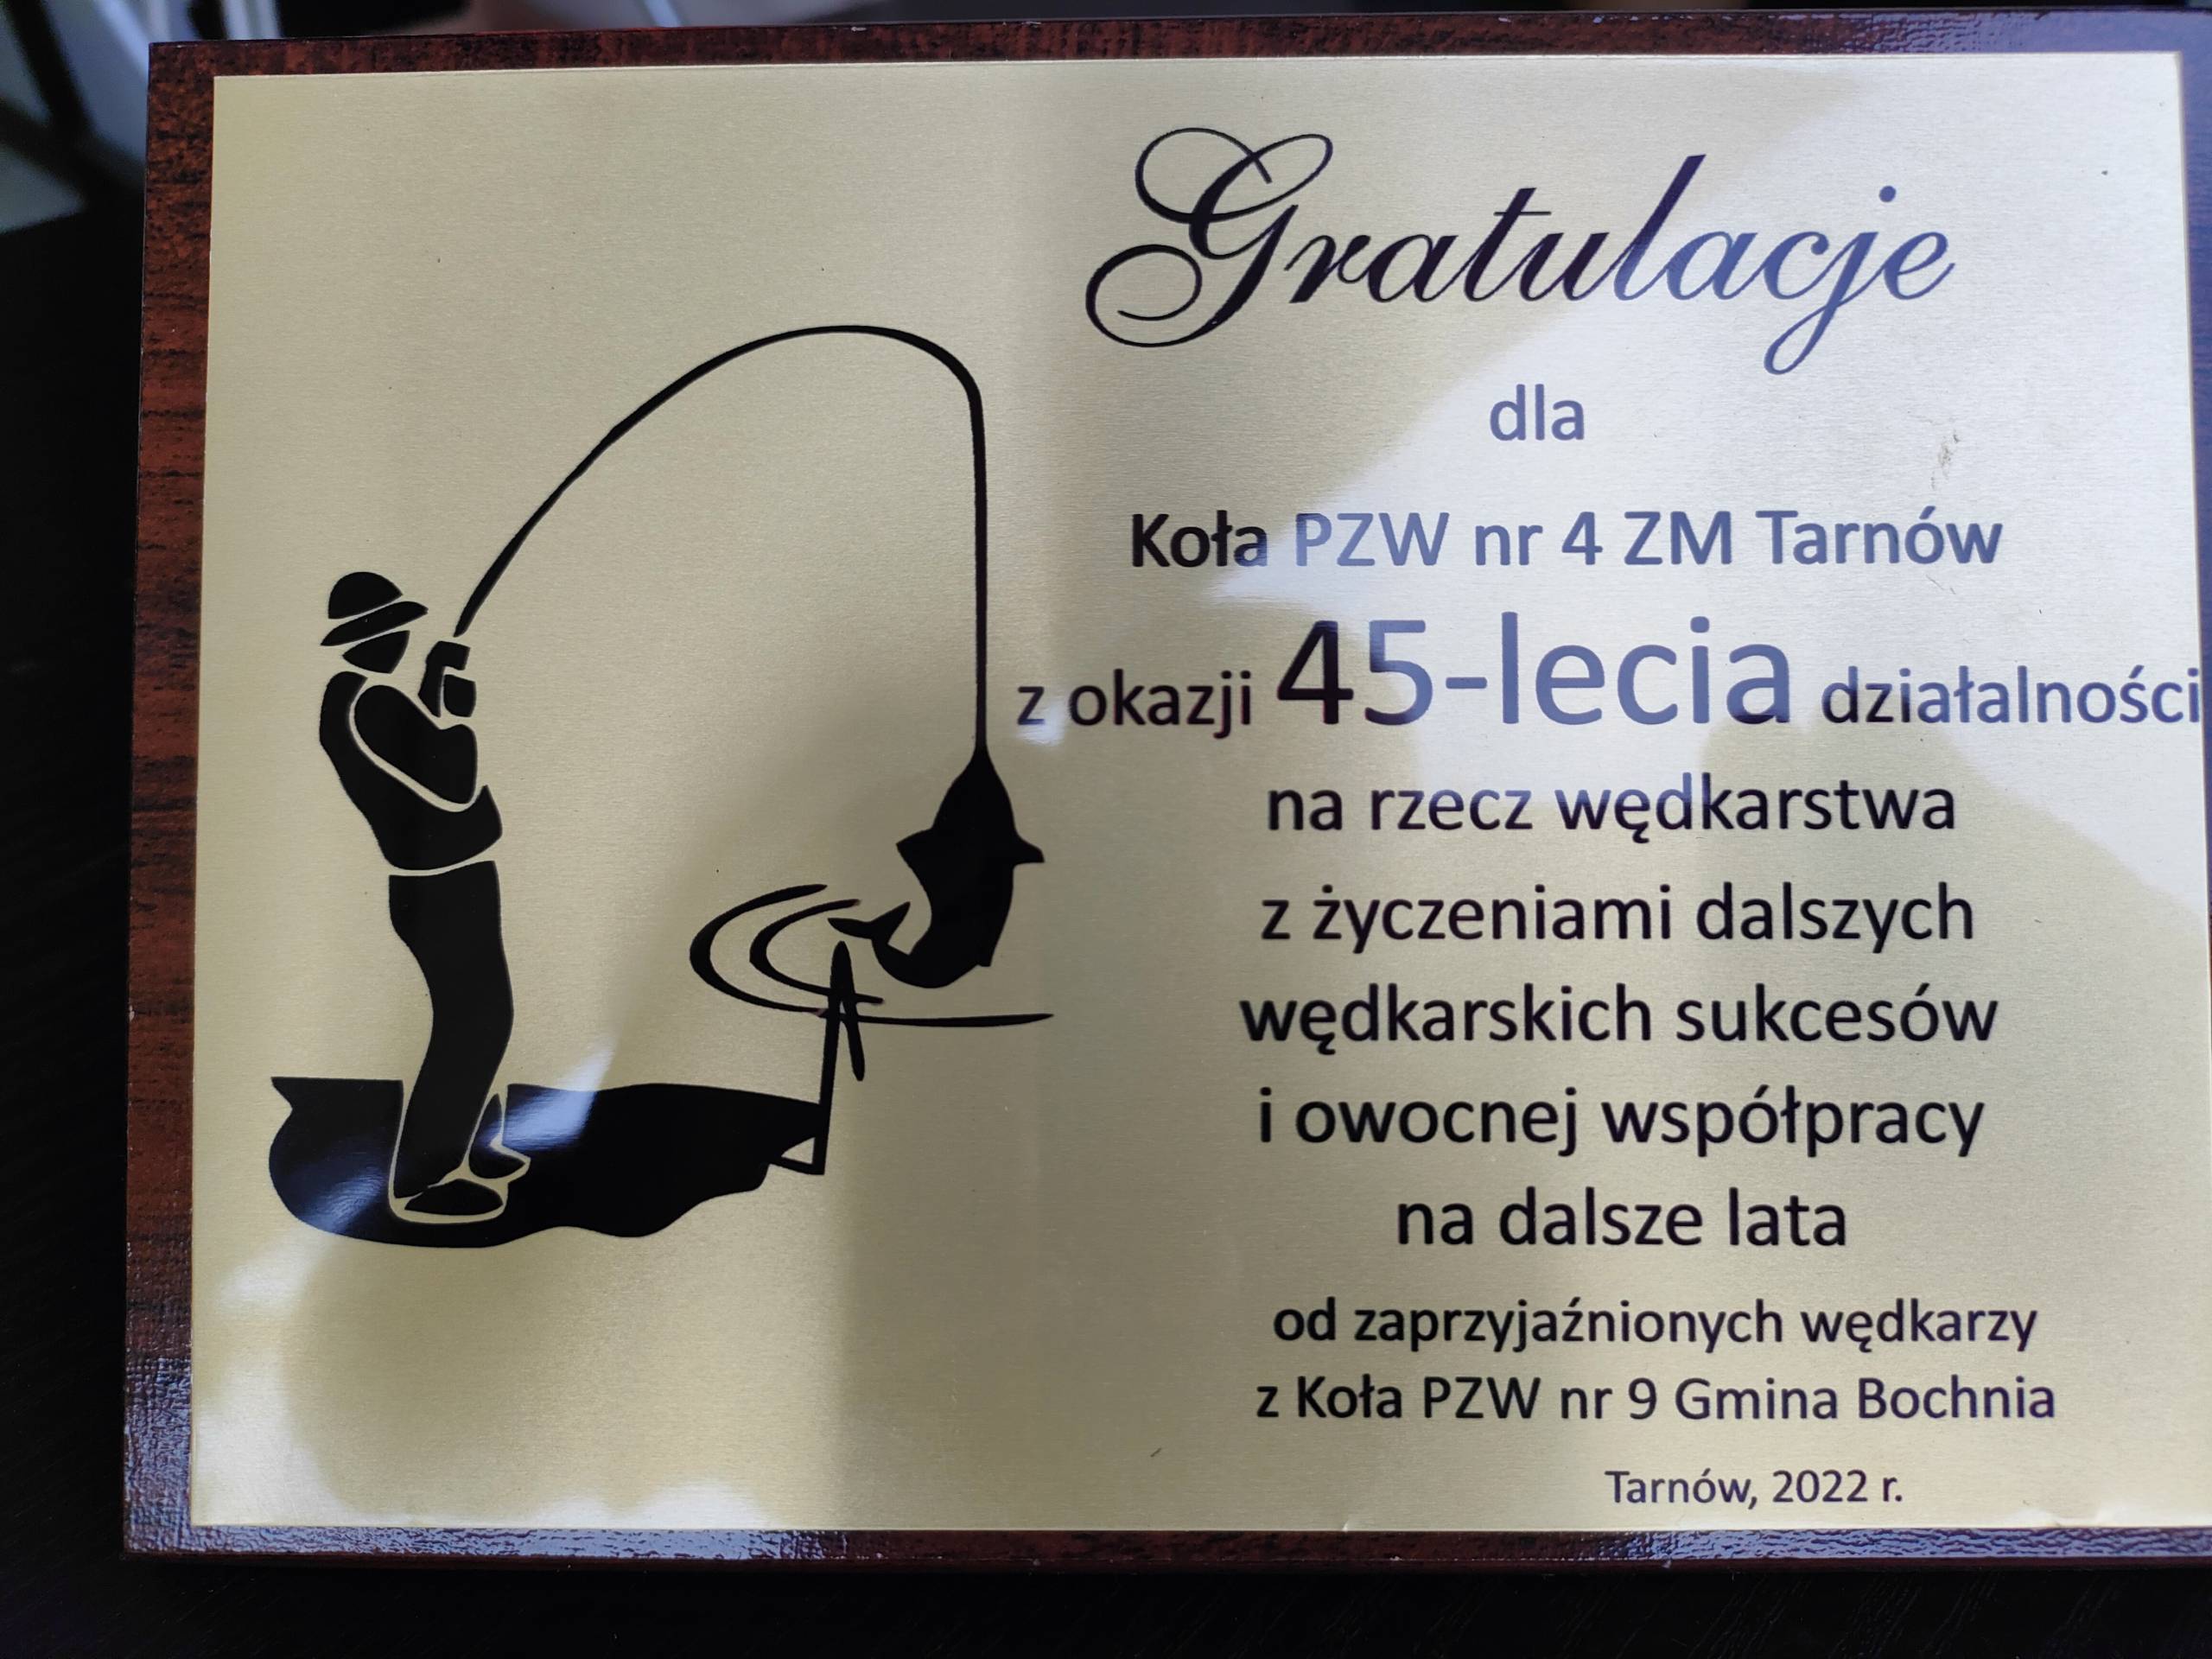 Gratulacje
dla
Koła PZW nr 4 ZM Tarnów
z okazji 45-lecia działalności
na rzecz wędkarstwa
z życzeniami dalszych
wędkarskich sukcesów
i owocnej współpracy
na dalsze lata
od zaprzyjaźnionych wędkarzy
z Koła PZW nr 9 Gmina Bochnia
Tarnów, 2022 r.